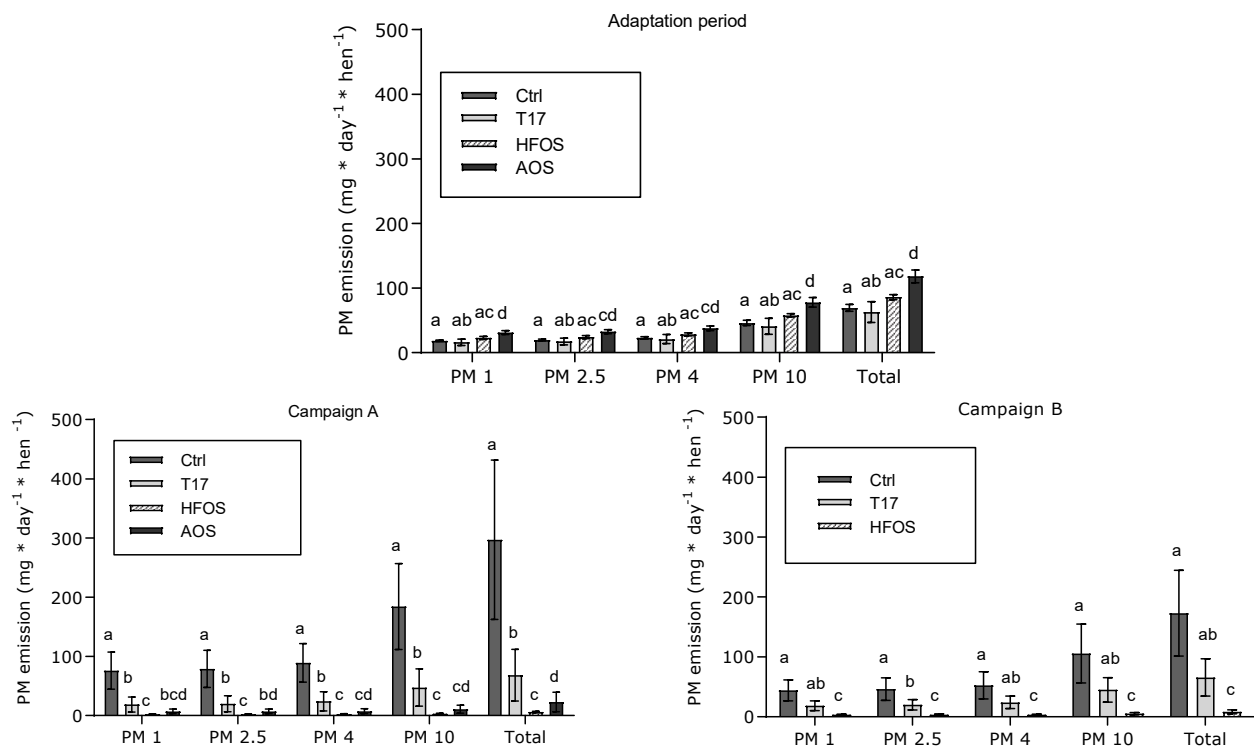 Adaptation period
PM emission (mg * day-1 * hen-1)
500
400
300
200
100
0
Ctrl
T17
HFOS
AOS
a ab ac d
a ab ac cd
a ab ac cd
a ab ac d
a ab ac d
PM 1 PM 2.5 PM 4 PM 10 Total
Campaign A
PM emission (mg * day-1 * hen -1)
500
400
300
200
100
0
Ctrl
T17
HFOS
AOS
a b c bcd
a b c bd
a b c cd
a b c cd
a b c d
PM 1 PM 2.5 PM 4 PM 10 Total
Campaign B
PM emission (mg * day-1 * hen -1)
500
400
300
200
100
0
Ctrl
T17
HFOS
a ab c
a b c
a ab c
a ab c
a ab c
PM 1 PM 2.5 PM 4 PM 10 Total